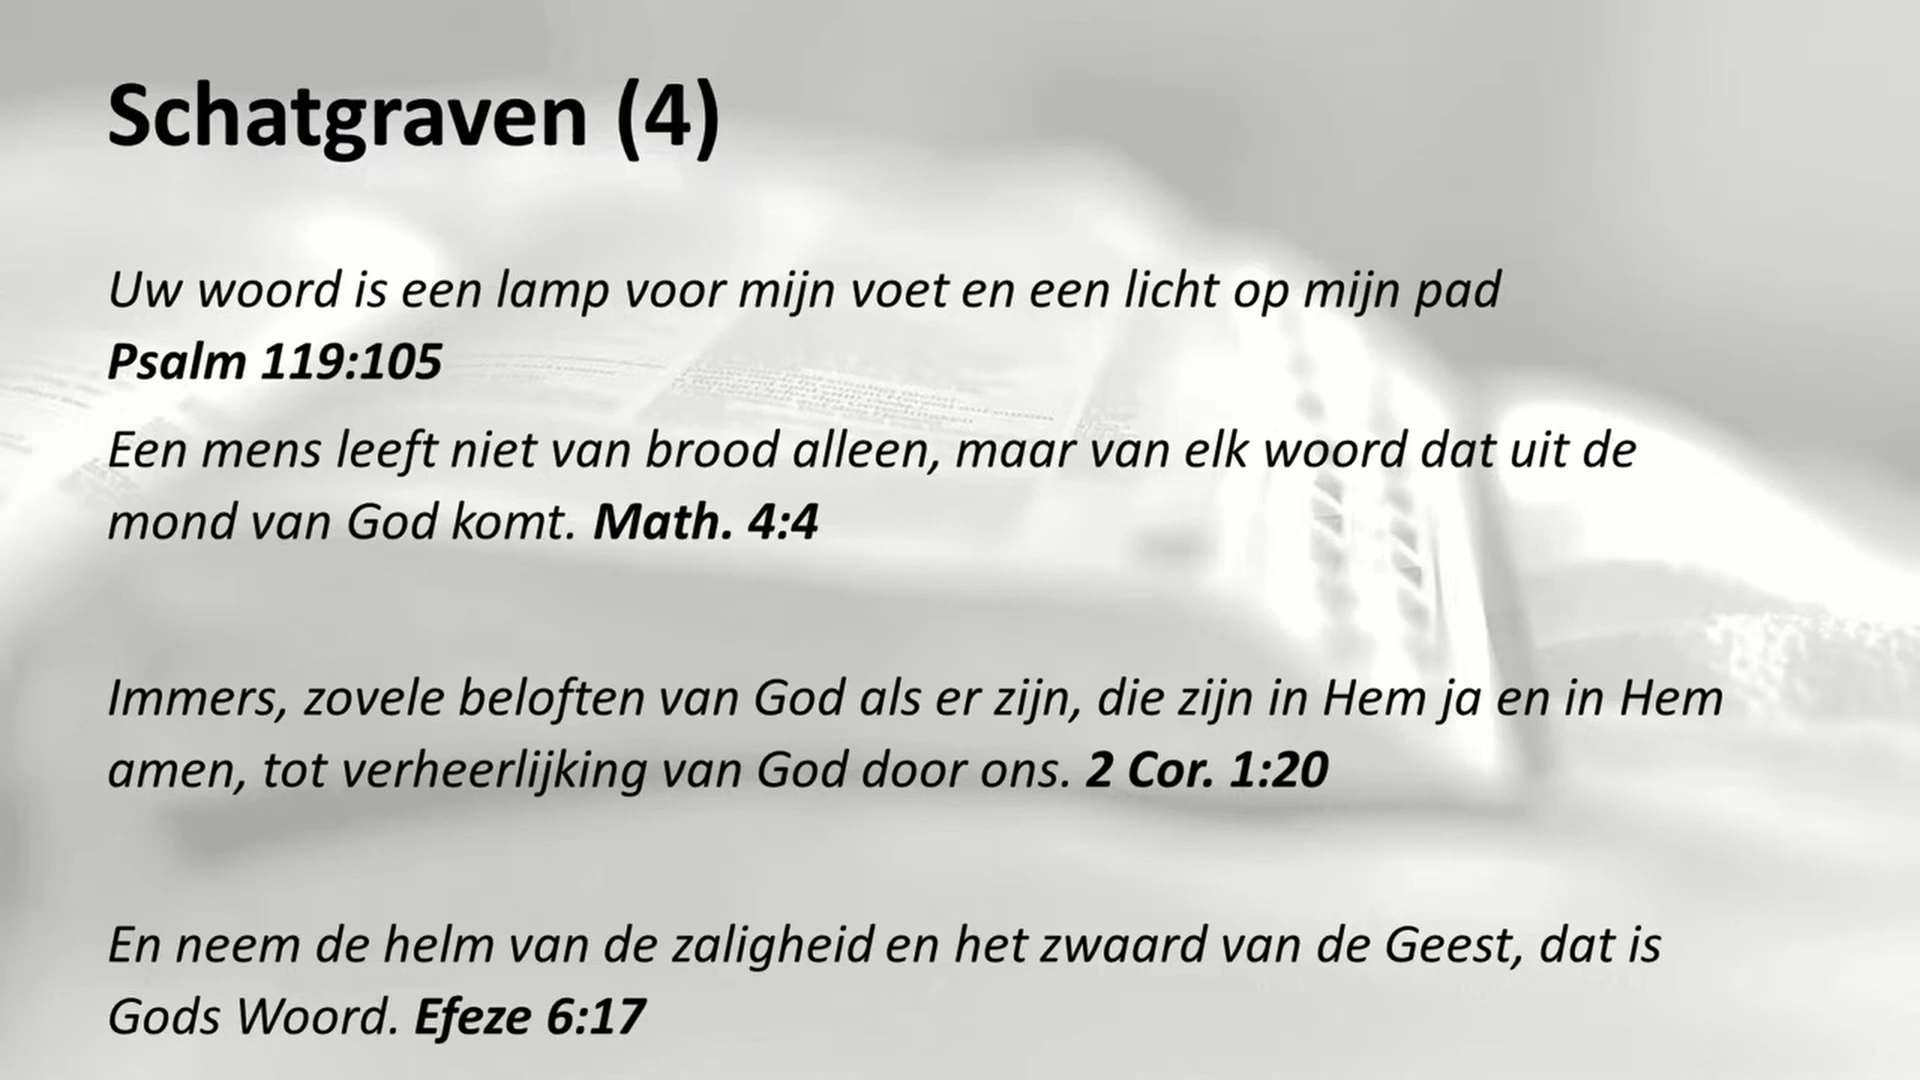 Schatgraven (4)
Uw woord is een lamp voor mijn voet en een licht op mijn pad
Psalm 119:105
Een mens leeft niet van brood alleen, maar van elk woord dat uit de
mond van God komt. Math. 4:4
Immers, zovele beloften van God als er zijn, die zijn in Hem ja en in Hem
amen, tot verheerlijking van God door ons. 2 Cor. 1:20
En neem de helm van de zaligheid en het zwaard van de Geest, dat is
Gods Woord. Efeze 6:17